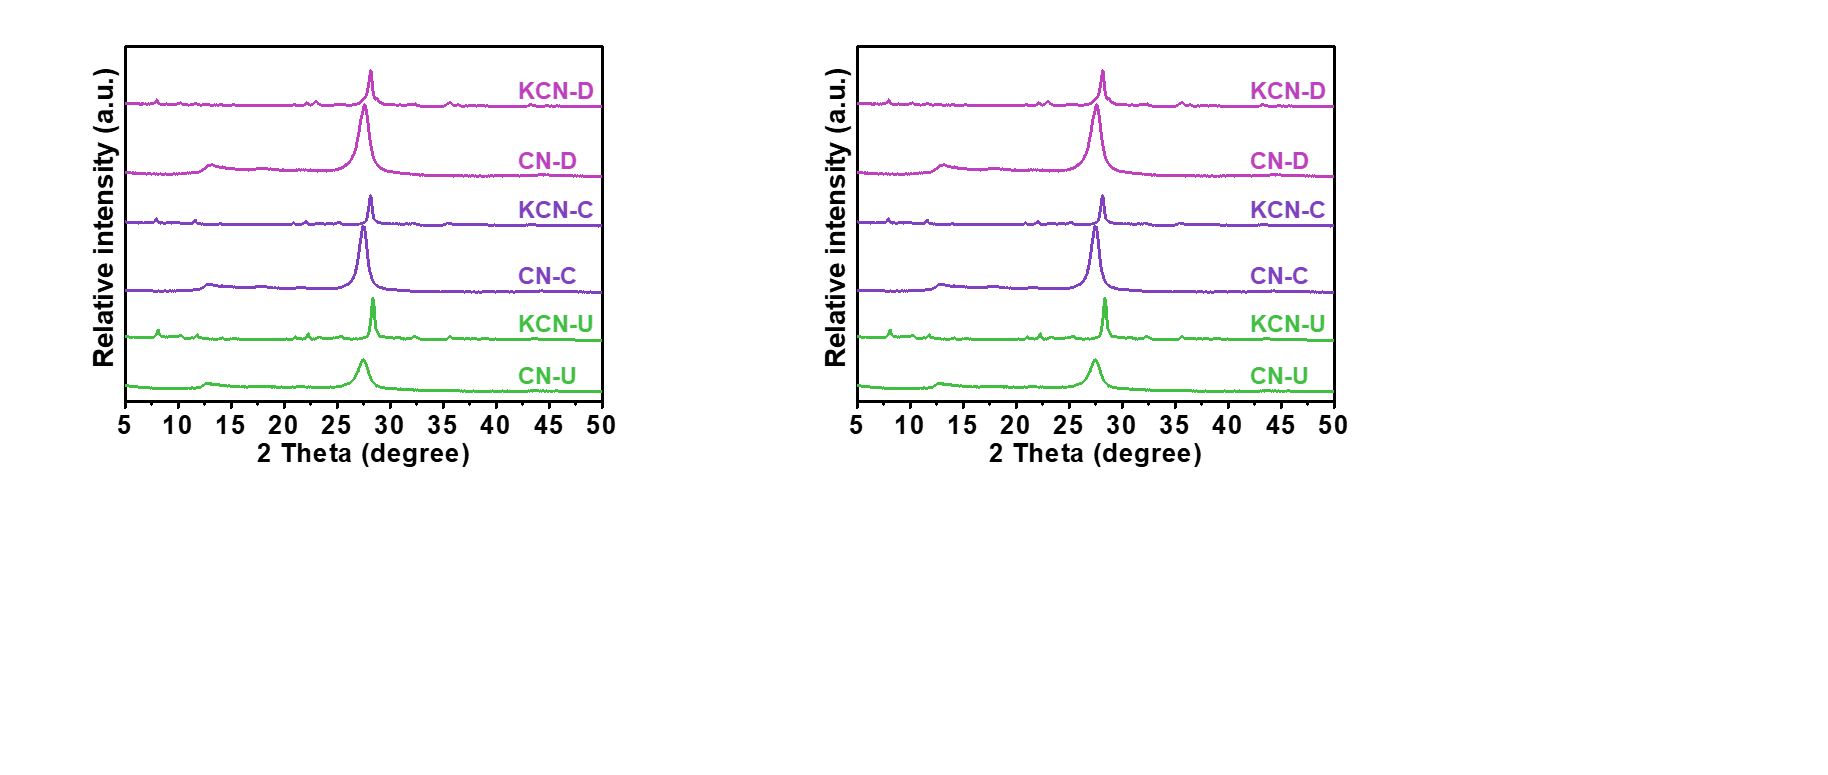 Relative intensity (a.u.)
KCN-D
CN-D
KCN-C
CN-C
KCN-U
CN-U
5 10 15 20 25 30 35 40 45 50
2 Theta (degree)
Relative intensity (a.u.)
KCN-D
CN-D
KCN-C
CN-C
KCN-U
CN-U
5 10 15 20 25 30 35 40 45 50
2 Theta (degree)